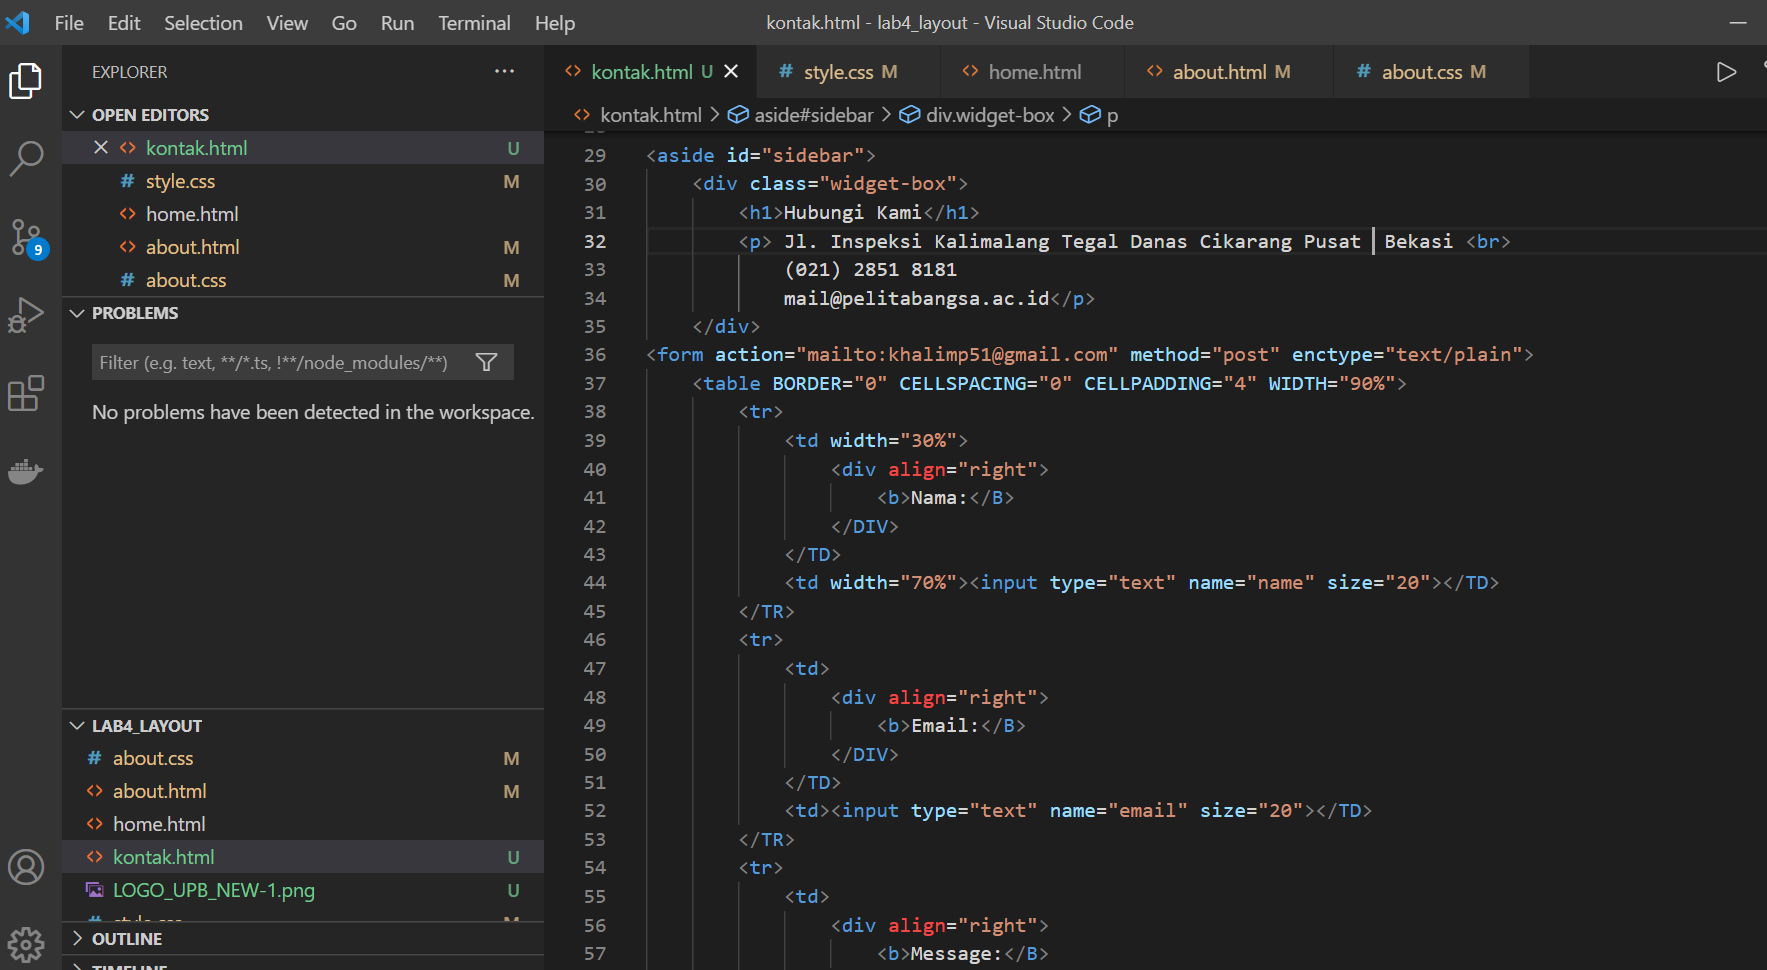 File Edit Selection View Go Run Terminal Help kontak.html - lab4_layout - Visual Studio Code
EXPLORER
OPEN EDITORS
kontak.html U
style.css M
home.html
about.html M
about.css M
PROBLEMS
Filter (e.g. text, **/*.ts, !**/node_modules/**)
No problems have been detected in the workspace.
LAB4_LAYOUT
about.css M
about.html M
home.html
kontak.html U
LOGO_UPB_NEW-1.png U
style.css M
OUTLINE
TIMELINE
9
kontak.html U style.css M home.html about.html M about.css M
kontak.html > aside#sidebar > div.widget-box > p
29 <aside id="sidebar">
30 <div class="widget-box">
31 <h1>Hubungi Kami</h1>
32 <p> Jl. Inspeksi Kalimalang Tegal Danas Cikarang Pusat Bekasi <br>
33 (021) 2851 8181
34 mail@pelitabangsa.ac.id</p>
35 </div>
36 <form action="mailto:khalimp51@gmail.com" method="post" enctype="text/plain">
37 <table BORDER="0" CELLSPACING="0" CELLPADDING="4" WIDTH="90%">
38 <tr>
39 <td width="30%">
40 <div align="right">
41 <b>Nama:</B>
42 </DIV>
43 </TD>
44 <td width="70%"><input type="text" name="name" size="20"></TD>
45 </TR>
46 <tr>
47 <td>
48 <div align="right">
49 <b>Email:</B>
50 </DIV>
51 </TD>
52 <td><input type="text" name="email" size="20"></TD>
53 </TR>
54 <tr>
55 <td>
56 <div align="right">
57 <b>Message:</B>